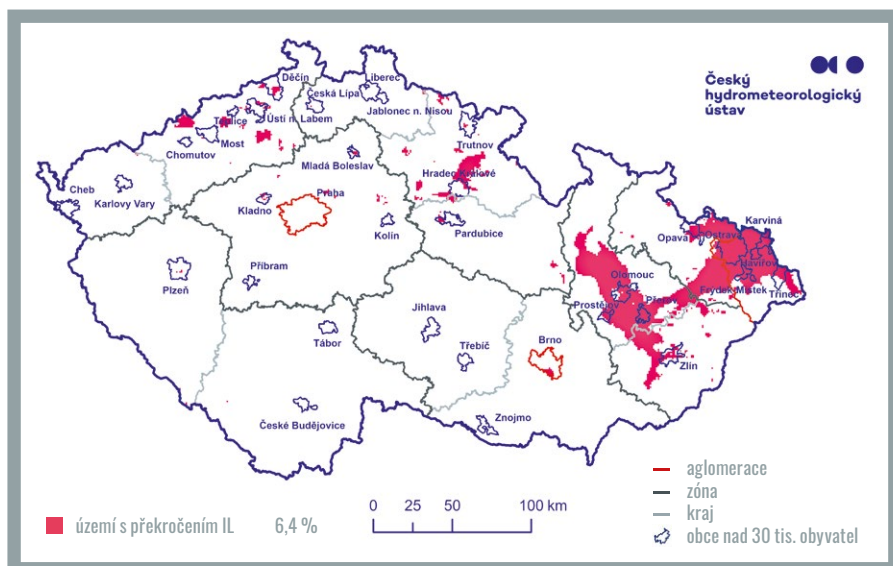 Český
hydrometeorologický
ústav
Děčín
Liberec
Česká Lípa
Jablonec n. Nisou
Teplice
Ústí n. Labem
Most
Chomutov
Trutnov
Mladá Boleslav
Hradec Králové
Cheb
Karlovy Vary
Praha
Kladno
Kolín
Pardubice
Karviná
Opava
Ostrava
Havířov
Plzeň
Příbram
Olomouc
Frýdek-Místek
Třinec
Prostějov
Přerov
Jihlava
Tábor
Třebíč
Brno
Zlín
České Budějovice
Znojmo
aglomerace
zóna
kraj
obce nad 30 tis. obyvatel
0 25 50 100 km
území s překročením IL 6,4 %